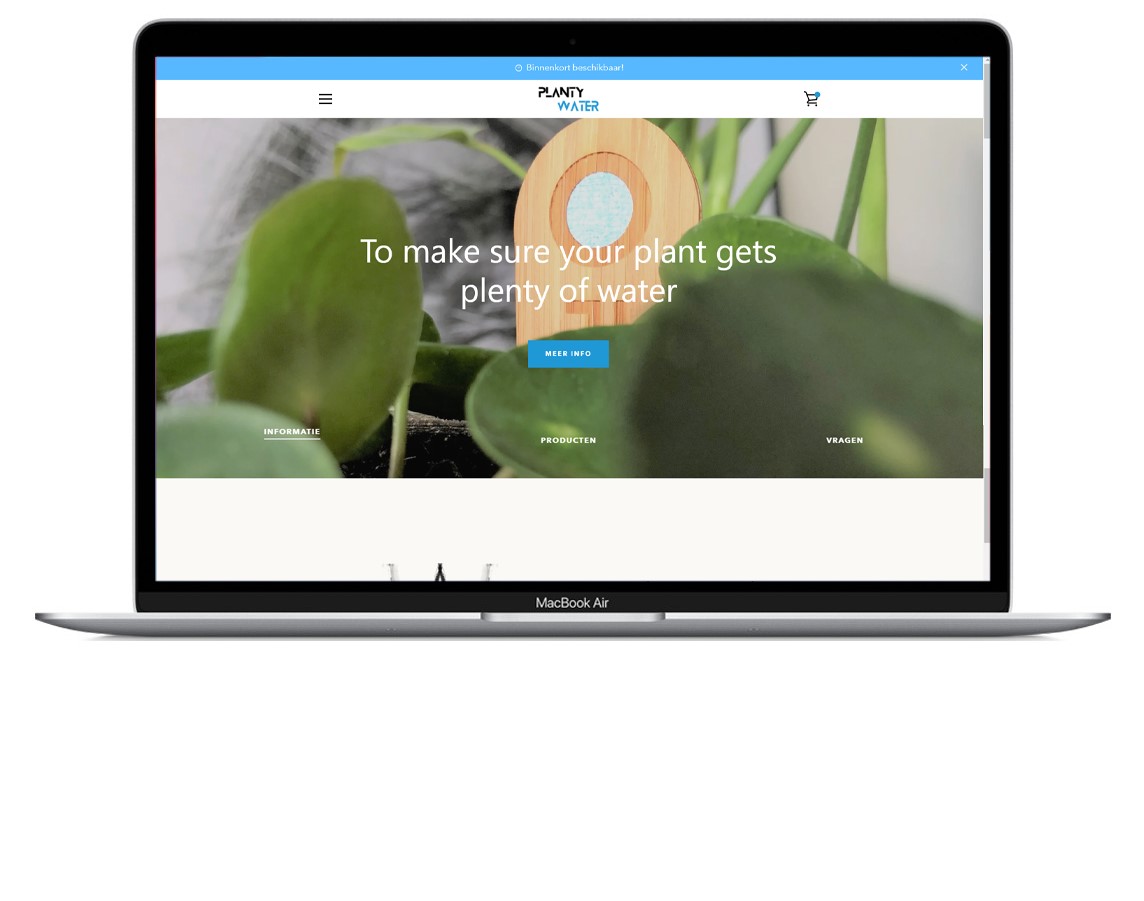 Binnenkort beschikbaar!
PLANTY
WATER
To make sure your plant gets
plenty of water
MEER INFO
INFORMATIE
PRODUCTEN
VRAGEN
MacBook Air